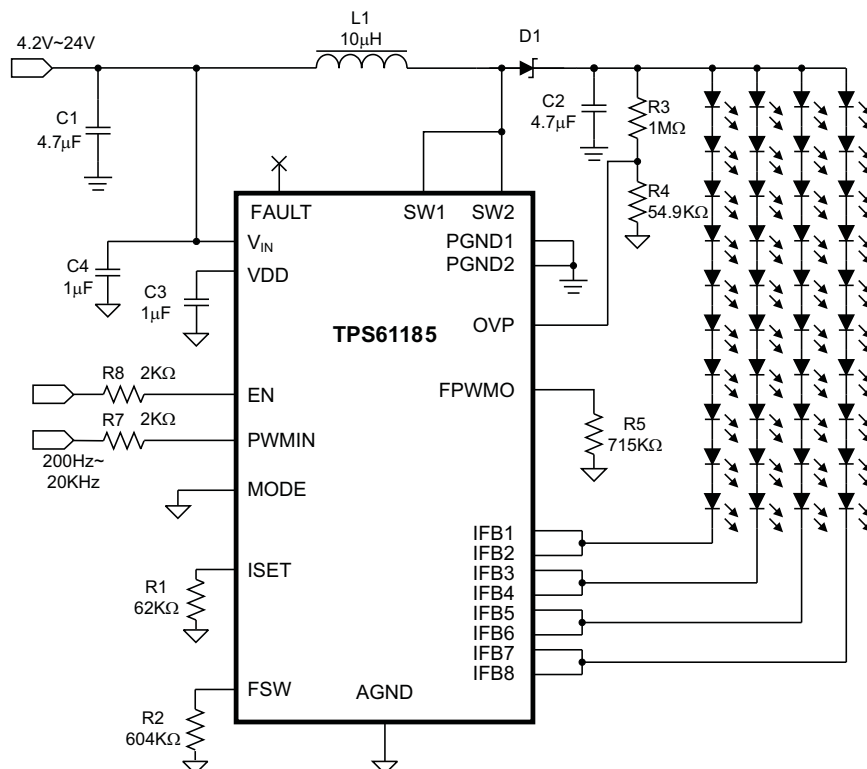 L1
10μH
D1
4.2V~24V
C1
4.7μF
C2
4.7μF
R3
1MΩ
R4
54.9KΩ
FAULT
SW1
SW2
VIN
PGND1
PGND2
C4
1μF
VDD
C3
1μF
TPS61185
OVP
R8
2KΩ
EN
FPWMO
R7
2KΩ
PWMIN
200Hz~
20KHz
R5
715KΩ
MODE
IFB1
IFB2
ISET
IFB3
IFB4
R1
62KΩ
IFB5
IFB6
IFB7
IFB8
FSW
AGND
R2
604KΩ